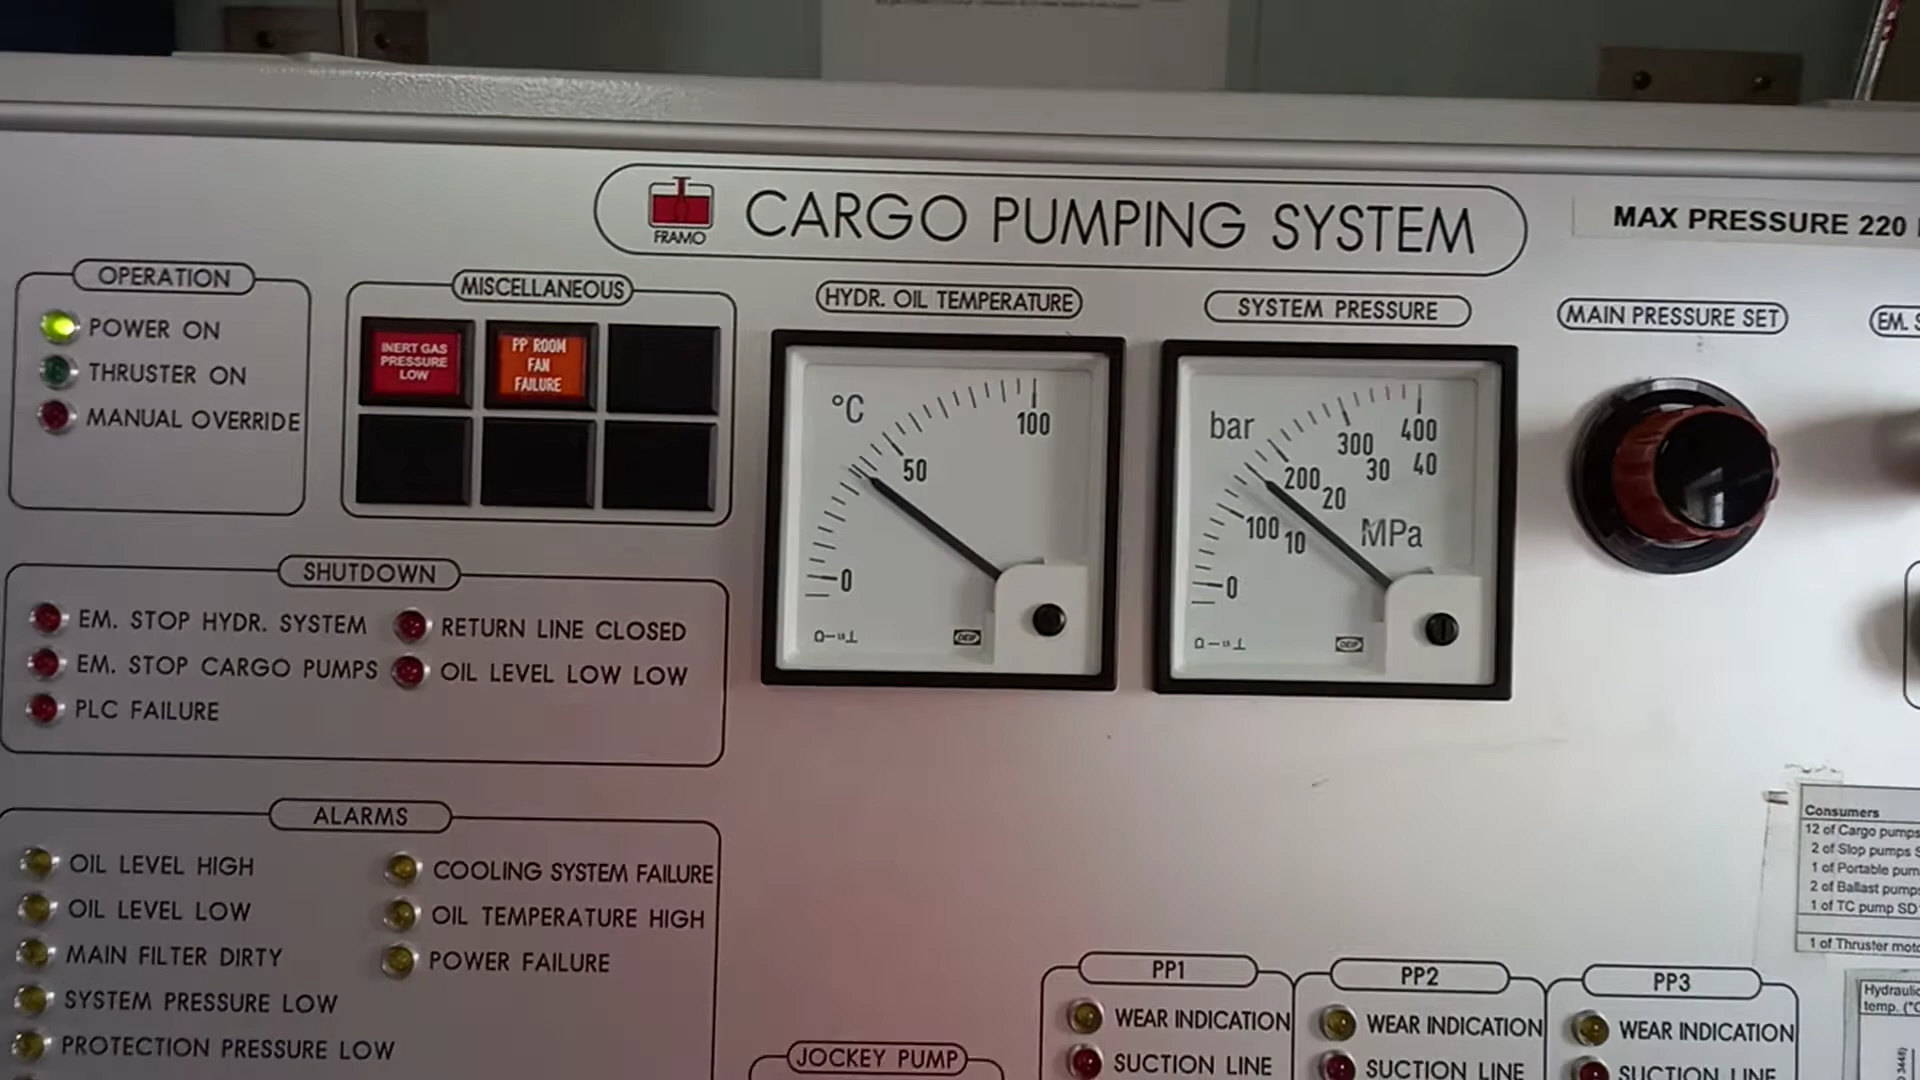 FRAMO
CARGO PUMPING SYSTEM
MAX PRESSURE 220
OPERATION
POWER ON
THRUSTER ON
MANUAL OVERRIDE
MISCELLANEOUS
INERT GAS
PRESSURE
LOW
PP ROOM
FAN
FAILURE
HYDR. OIL TEMPERATURE
°C
100
50
0
DEIF
SYSTEM PRESSURE
bar
400
300
40
30
200
20
MPa
100
10
0
DEIF
MAIN PRESSURE SET
EM.
SHUTDOWN
EM. STOP HYDR. SYSTEM
EM. STOP CARGO PUMPS
PLC FAILURE
RETURN LINE CLOSED
OIL LEVEL LOW LOW
ALARMS
OIL LEVEL HIGH
OIL LEVEL LOW
MAIN FILTER DIRTY
SYSTEM PRESSURE LOW
PROTECTION PRESSURE LOW
COOLING SYSTEM FAILURE
OIL TEMPERATURE HIGH
POWER FAILURE
JOCKEY PUMP
PP1
WEAR INDICATION
SUCTION LINE
PP2
WEAR INDICATION
SUCTION LINE
PP3
WEAR INDICATION
SUCTION LINE
Consumers
12 of Cargo pumps
2 of Slop pumps
1 of Portable pum
2 of Ballast pumps
1 of TC pump SD
1 of Thruster moto
Hydraulic
temp. (°C